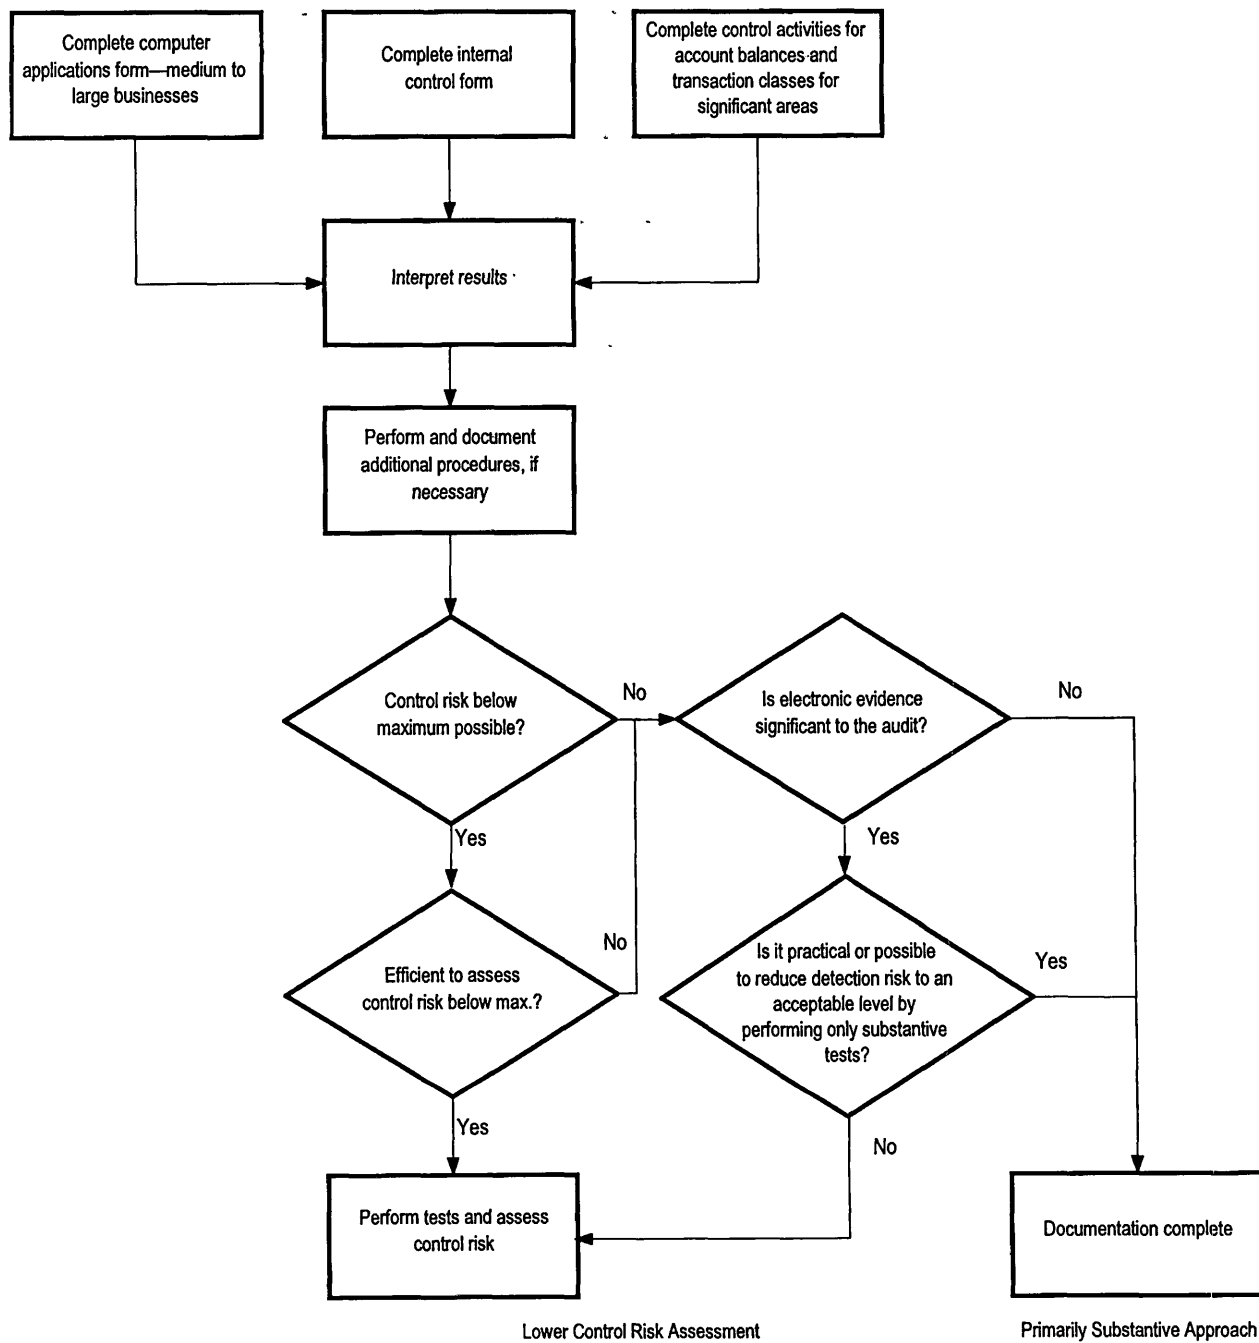 Complete computer
applications form—medium to
large businesses
Complete internal
control form
Complete control activities for
account balances and
transaction classes for
significant areas
Interpret results
Perform and document
additional procedures, if
necessary
Control risk below
maximum possible?
No
Is electronic evidence
significant to the audit?
No
Yes
Yes
Efficient to assess
control risk below max.?
No
Is it practical or possible
to reduce detection risk to an
acceptable level by
performing only substantive
tests?
Yes
Yes
No
Perform tests and assess
control risk
Documentation complete
Lower Control Risk Assessment
Primarily Substantive Approach